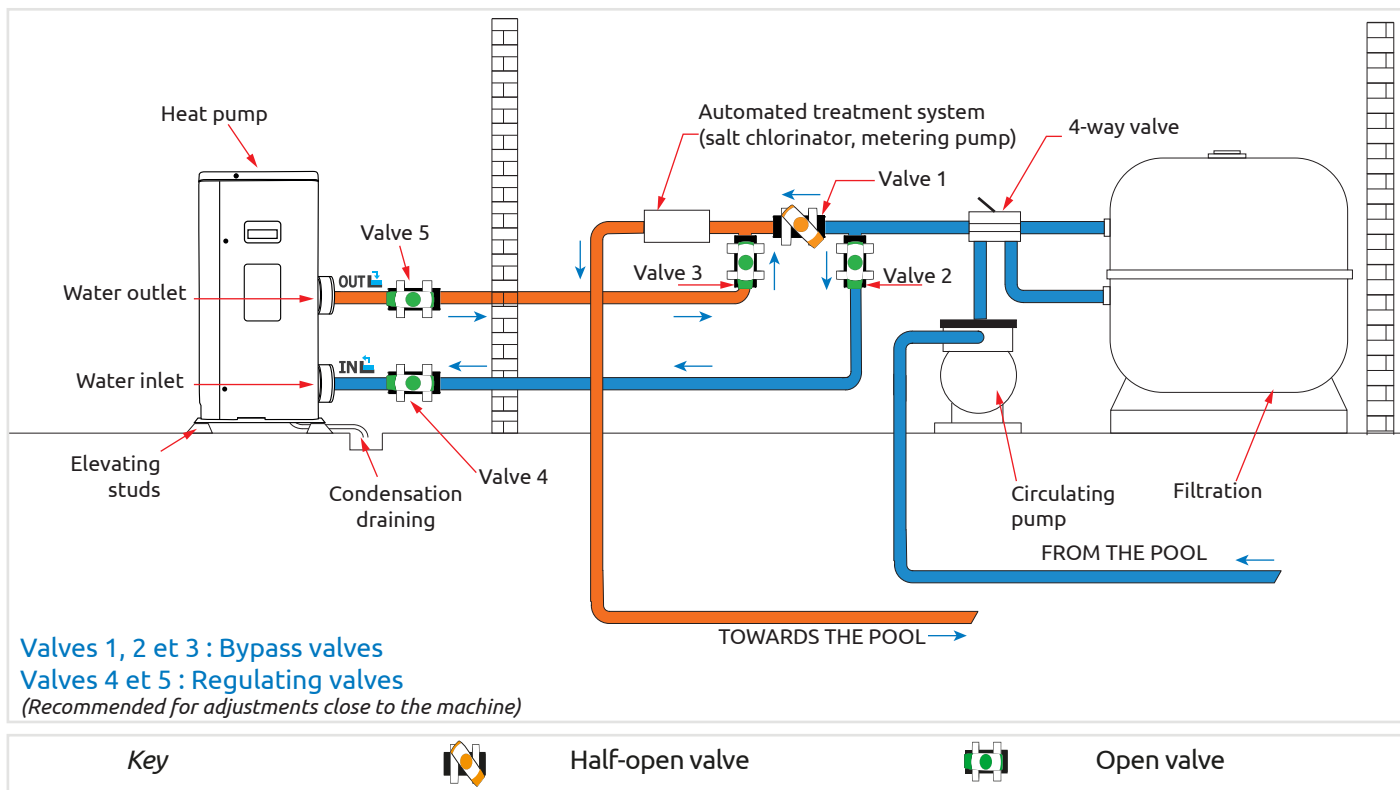 Heat pump
Automated treatment system
(salt chlorinator, metering pump)
4-way valve
Valve 1
Valve 5
OUT
Valve 3
Valve 2
Water outlet
IN
Water inlet
Elevating
studs
Condensation
draining
Valve 4
Circulating
pump
Filtration
FROM THE POOL
TOWARDS THE POOL
Valves 1, 2 et 3 : Bypass valves
Valves 4 et 5 : Regulating valves
(Recommended for adjustments close to the machine)
Key
Half-open valve
Open valve